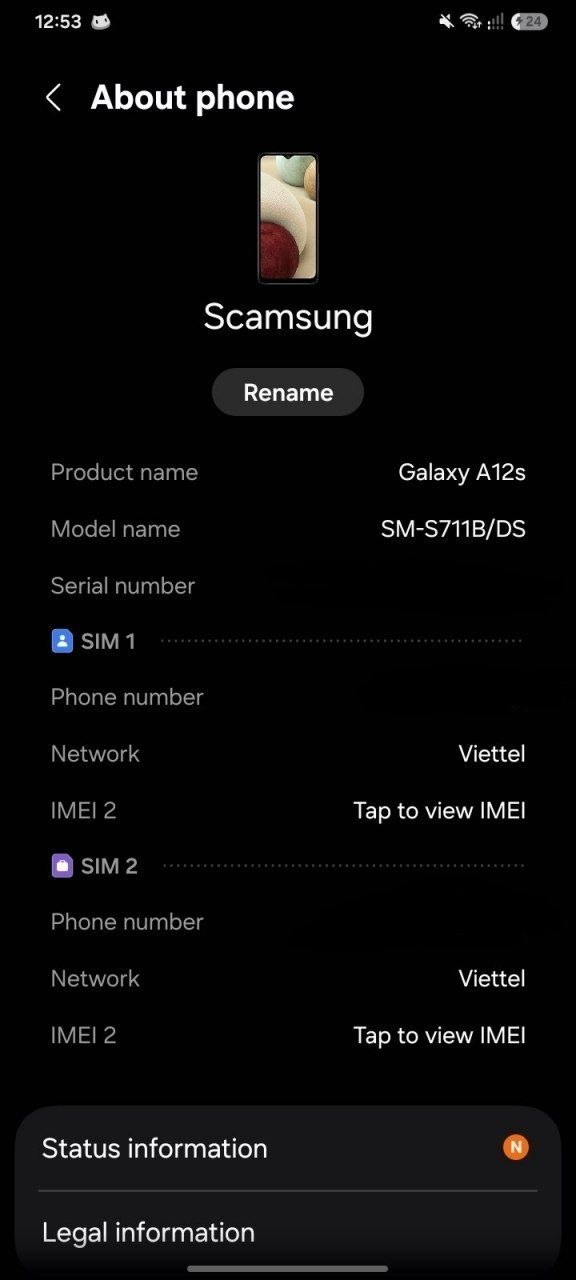 12:53 24
About phone
Scamsung
Rename
Product name Galaxy A12s
Model name SM-S711B/DS
Serial number
SIM 1
Phone number
Network Viettel
IMEI 2 Tap to view IMEI
SIM 2
Phone number
Network Viettel
IMEI 2 Tap to view IMEI
Status information N
Legal information